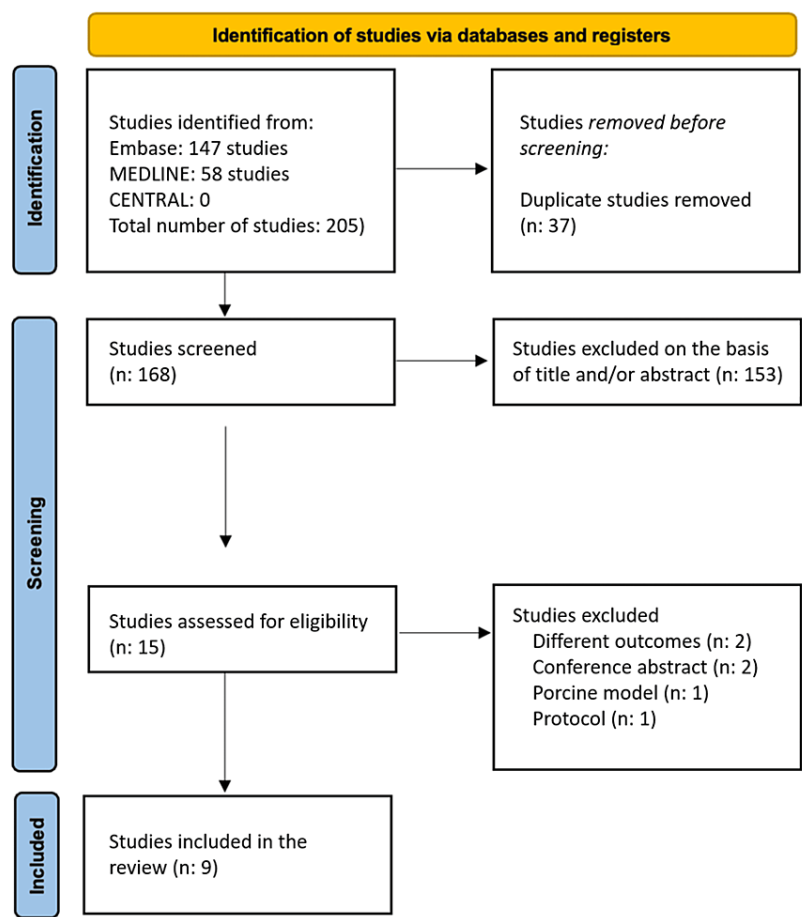 Identification of studies via databases and registers
Identification
Studies identified from:
Embase: 147 studies
MEDLINE: 58 studies
CENTRAL: 0
Total number of studies: 205)
Studies removed before
screening:
Duplicate studies removed
(n: 37)
Screening
Studies screened
(n: 168)
Studies excluded on the basis
of title and/or abstract (n: 153)
Studies assessed for eligibility
(n: 15)
Studies excluded
Different outcomes (n: 2)
Conference abstract (n: 2)
Porcine model (n: 1)
Protocol (n: 1)
Included
Studies included in the
review (n: 9)